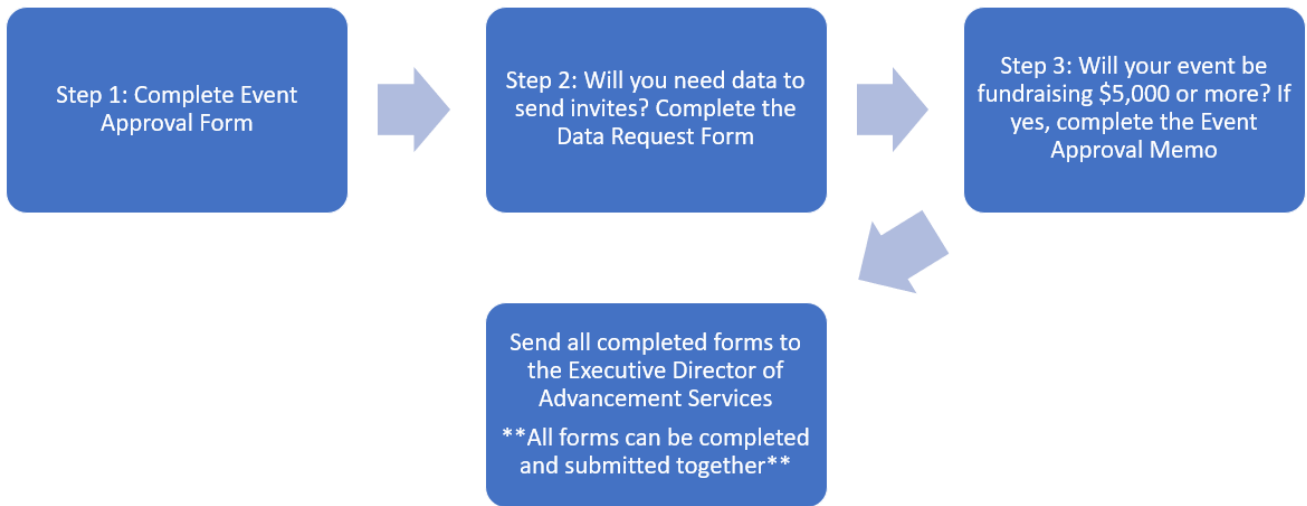 Step 1: Complete Event
Approval Form
Step 2: Will you need data to
send invites? Complete the
Data Request Form
Step 3: Will your event be
fundraising $5,000 or more? If
yes, complete the Event
Approval Memo
Send all completed forms to
the Executive Director of
Advancement Services
**All forms can be completed
and submitted together**